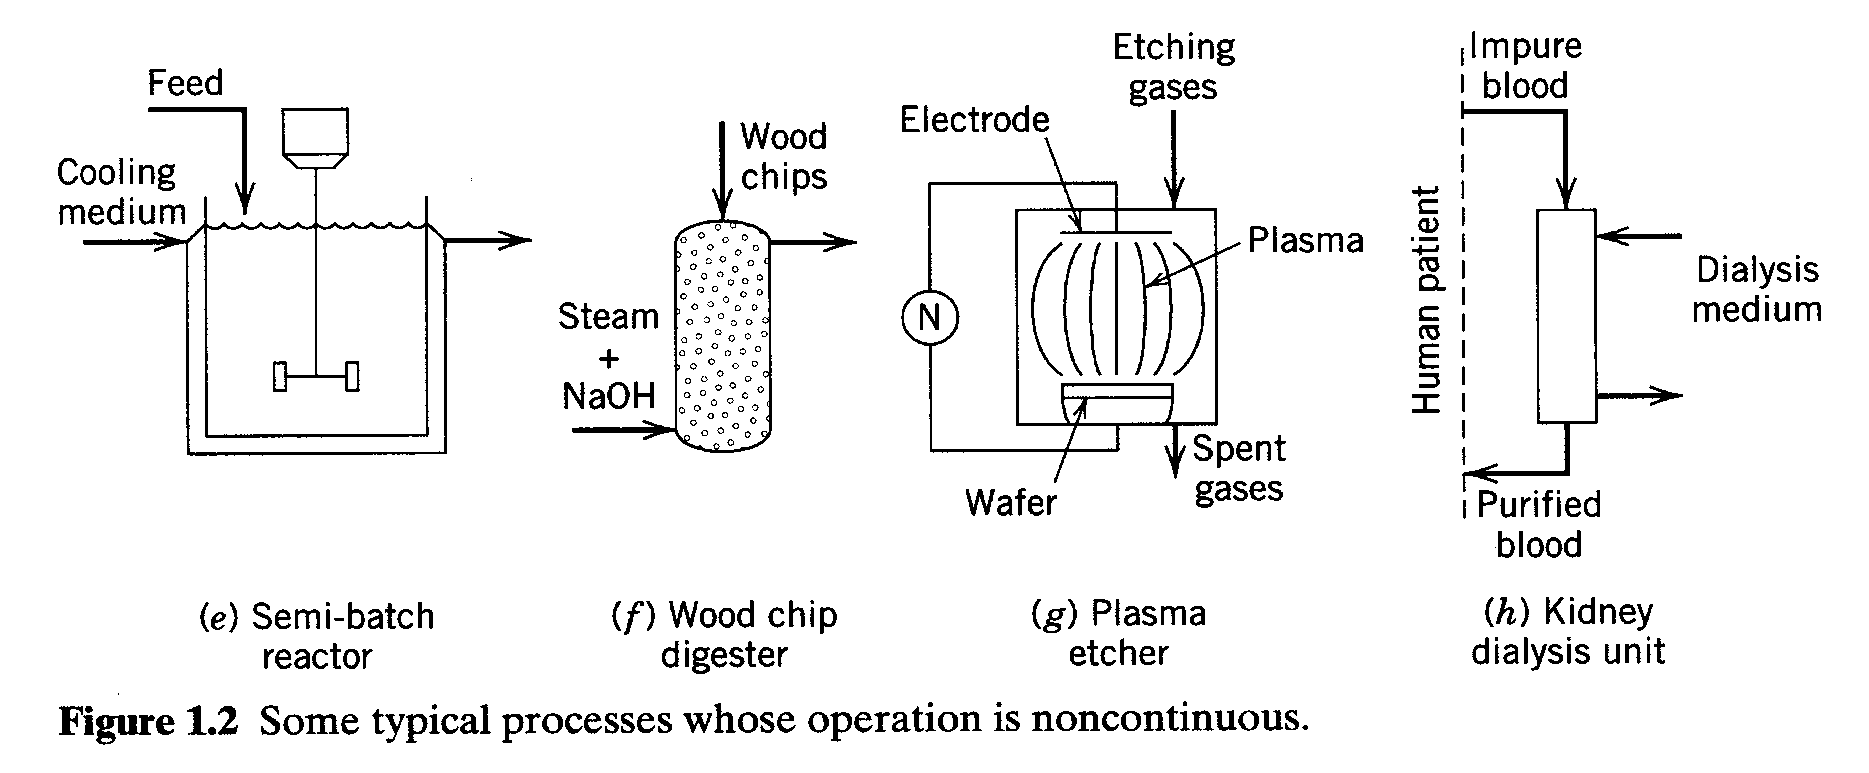 Feed
Cooling
medium
(e) Semi-batch
reactor
Wood
chips
Steam
+
NaOH
(f) Wood chip
digester
Etching
gases
Electrode
Plasma
N
Wafer
Spent
gases
(g) Plasma
etcher
Impure
blood
Human patient
Dialysis
medium
Purified
blood
(h) Kidney
dialysis unit
Figure 1.2 Some typical processes whose operation is noncontinuous.